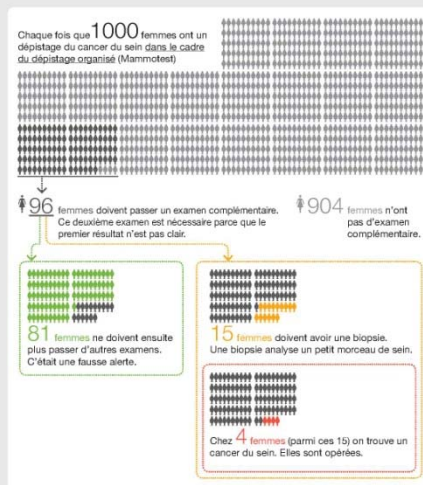 Chaque fois que 1000 femmes ont un
dépistage du cancer du sein dans le cadre
du dépistage organisé (Mammotest)
96 femmes doivent passer un examen complémentaire.
Ce deuxième examen est nécessaire parce que le
premier résultat n'est pas clair.
904 femmes n'ont
pas d'examen
complémentaire.
81 femmes ne doivent ensuite
plus passer d'autres examens.
C'était une fausse alerte.
15 femmes doivent avoir une biopsie.
Une biopsie analyse un petit morceau de sein.
Chez 4 femmes (parmi ces 15) on trouve un
cancer du sein. Elles sont opérées.